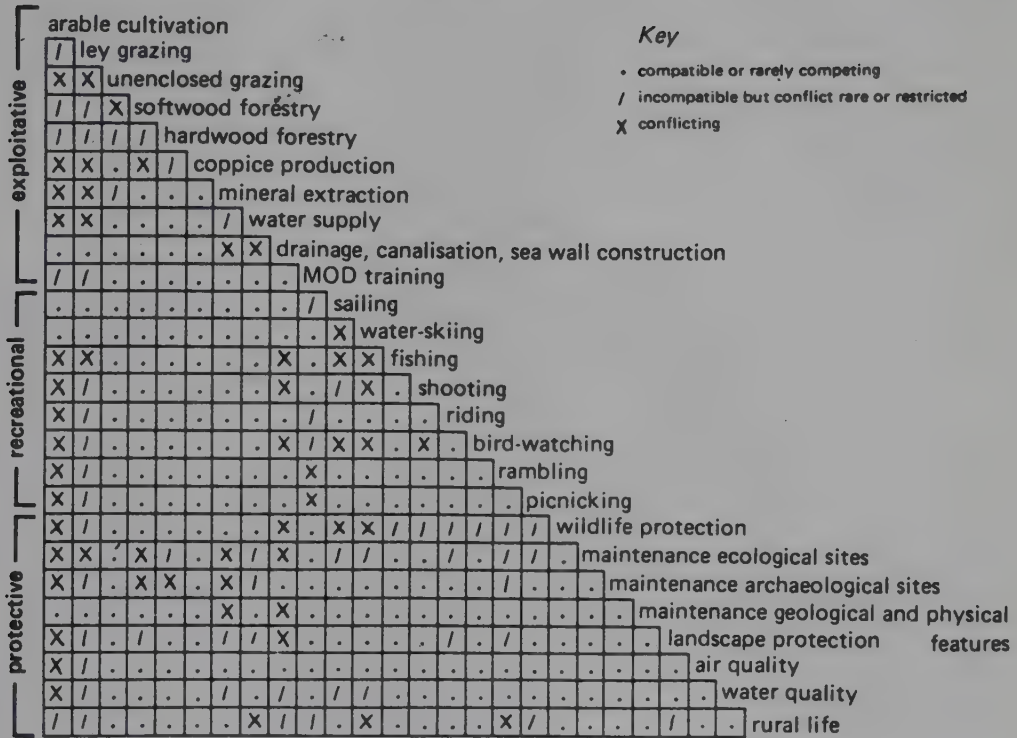 exploitative
recreational
protective
arable cultivation
/ ley grazing
X X unenclosed grazing
/ / X softwood forestry
/ / / / hardwood forestry
X X . X / coppice production
X X / . . . mineral extraction
X X . . . . / water supply
. . . . . . X X drainage, canalisation, sea wall construction
/ / . . . . . . . MOD training
. . . . . . . . . / sailing
. . . . . . . . . . X water-skiing
X X . . . . . . X . X X fishing
X / . . . . . . X . / X . shooting
X / . . . . . . . / . . . . riding
X / . . . . . . X / X X . X . bird-watching
X / . . . . . . . X . . . . . . rambling
X / . . . . . . . X . . . . . . . picnicking
X / . . . . . . X . X X / / / / / / wildlife protection
X X . X / . X / X . / / . . / . / / . maintenance ecological sites
X / . X X . X / . . . . . . . . / . . . maintenance archaeological sites
. . . . . . X . X . . . . . . . . . . . . maintenance geological and physical
features
X / . / . . / / X . . . . . / . / . . . . . landscape protection
X / . . . . . . . . . . . . . . . . . . . . . air quality
X / . . . . / . / . / / . . . . . . . . . . . . water quality
/ / . . . . . X / / . X . . . . X / . . . . / . . rural life
Key
. compatible or rarely competing
/ incompatible but conflict rare or restricted
X conflicting